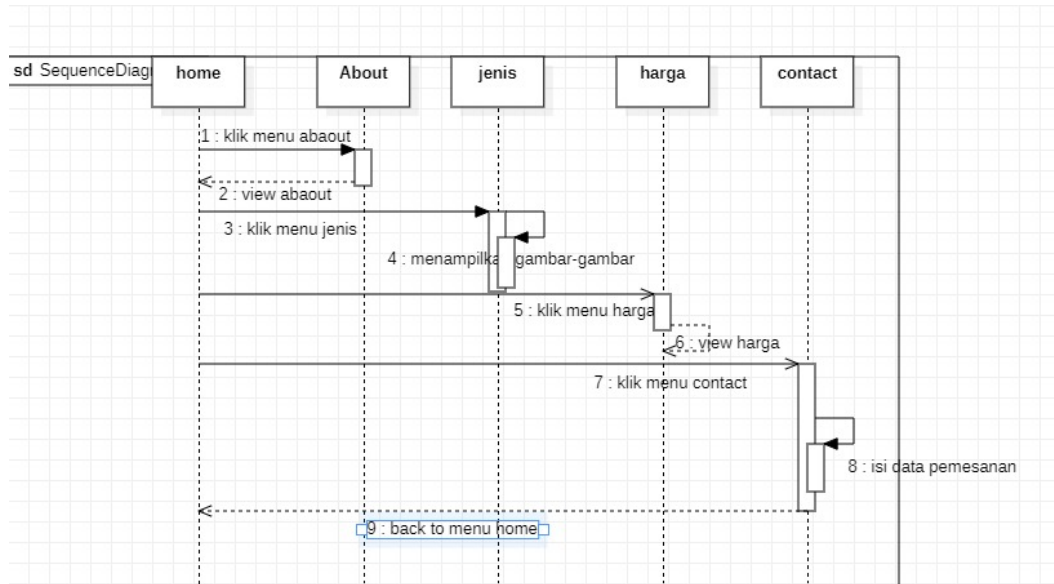 sd SequenceDiag
home
About
jenis
harga
contact
1 : klik menu abaout
2 : view abaout
3 : klik menu jenis
4 : menampilka gambar-gambar
5 : klik menu harga
6 : view harga
7 : klik menu contact
8 : isi data pemesanan
9 : back to menu home